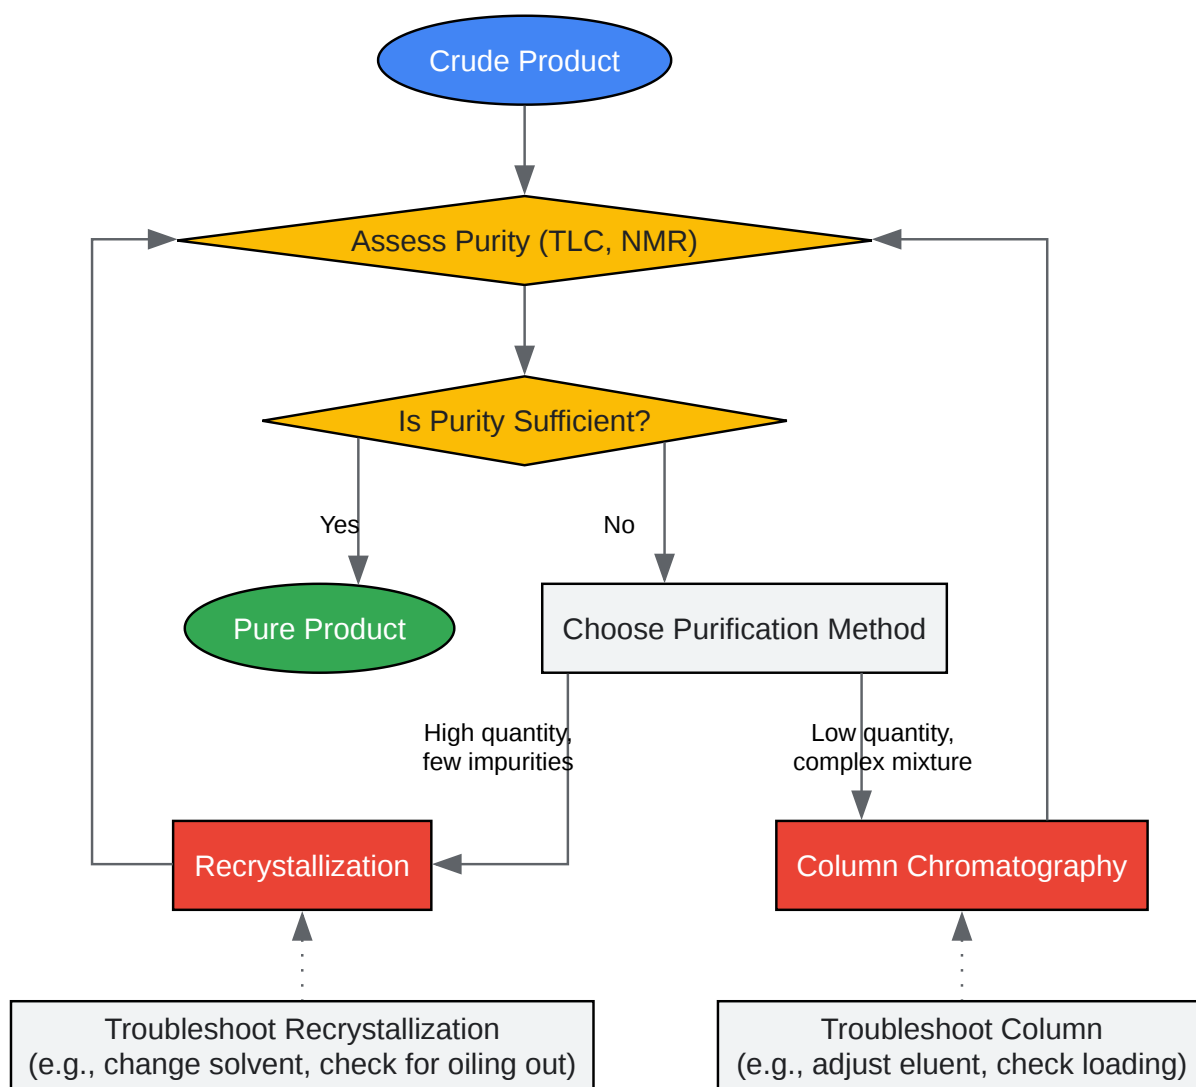 Crude Product
Assess Purity (TLC, NMR)
Is Purity Sufficient?
Yes
No
Pure Product
Choose Purification Method
High quantity,
few impurities
Low quantity,
complex mixture
Recrystallization
Column Chromatography
Troubleshoot Recrystallization
(e.g., change solvent, check for oiling out)
Troubleshoot Column
(e.g., adjust eluent, check loading)